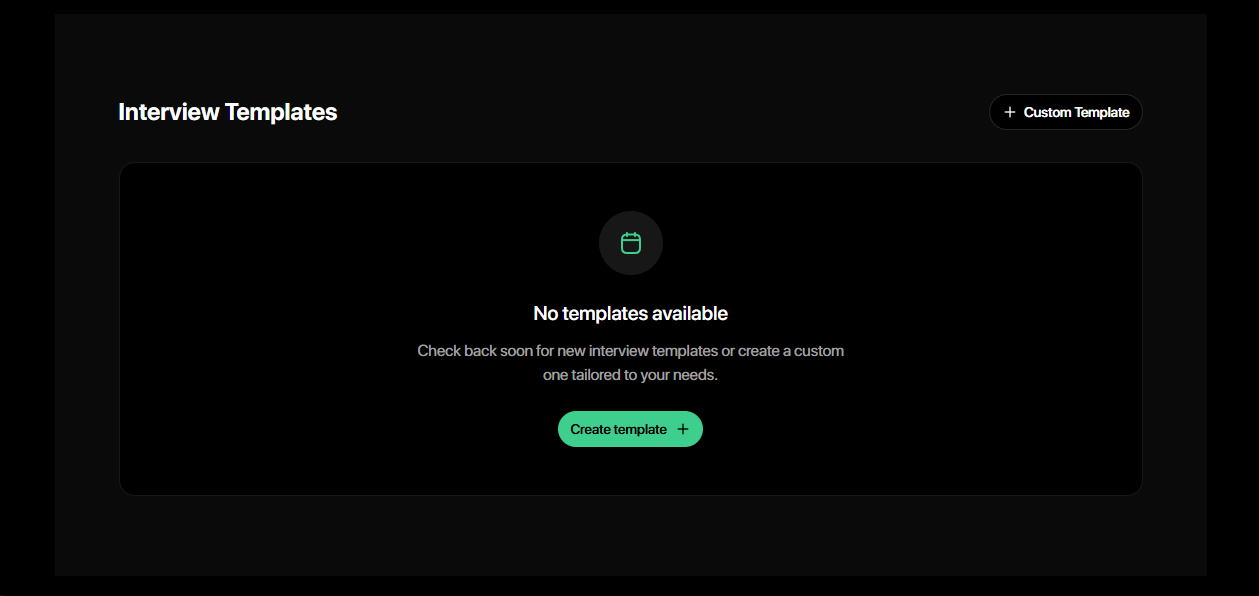 Interview Templates
+ Custom Template
No templates available
Check back soon for new interview templates or create a custom
one tailored to your needs.
Create template +